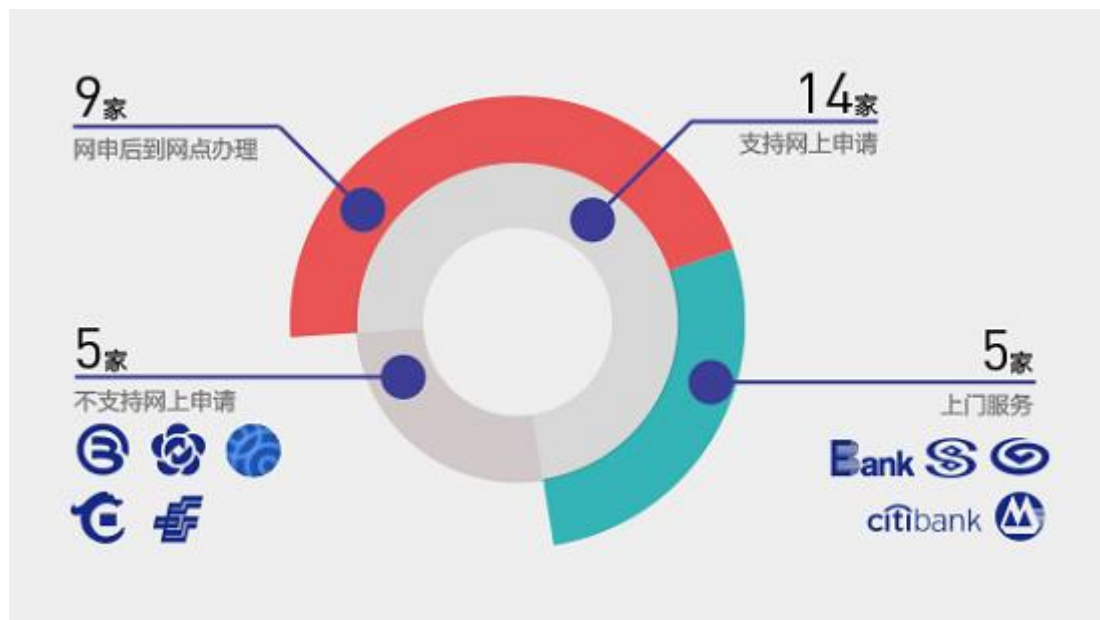 9家
网申后到网点办理
14家
支持网上申请
5家
不支持网上申请
5家
上门服务
Bank
citibank